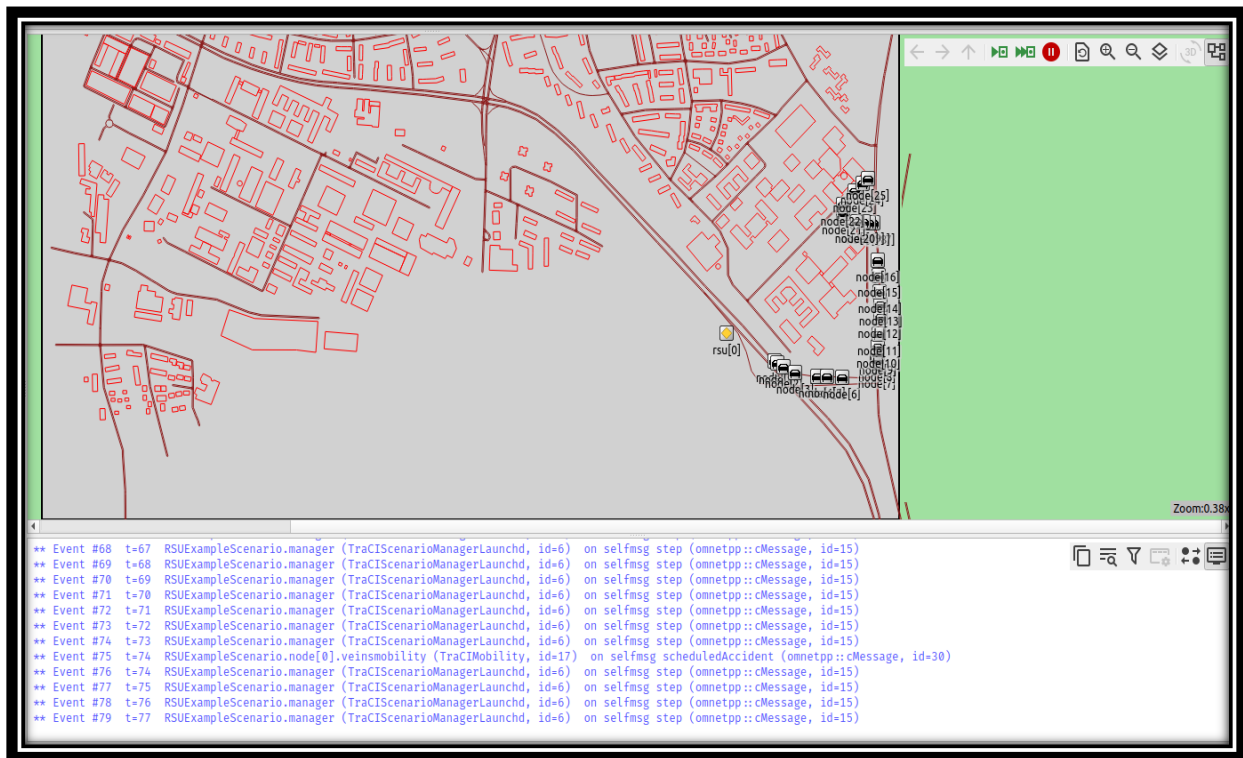 3D
node[25]
node[23]
node[22]
node[20]
node[16]
node[15]
node[14]
node[13]
node[12]
node[11]
node[10]
rsu[0]
node[7]
node[3]
node[6]
Zoom:0.38x
** Event #68 t=67 RSUExampleScenario.manager (TraCIScenarioManagerLaunchd, id=6) on selfmsg step (omnetpp::cMessage, id=15)
** Event #69 t=68 RSUExampleScenario.manager (TraCIScenarioManagerLaunchd, id=6) on selfmsg step (omnetpp::cMessage, id=15)
** Event #70 t=69 RSUExampleScenario.manager (TraCIScenarioManagerLaunchd, id=6) on selfmsg step (omnetpp::cMessage, id=15)
** Event #71 t=70 RSUExampleScenario.manager (TraCIScenarioManagerLaunchd, id=6) on selfmsg step (omnetpp::cMessage, id=15)
** Event #72 t=71 RSUExampleScenario.manager (TraCIScenarioManagerLaunchd, id=6) on selfmsg step (omnetpp::cMessage, id=15)
** Event #73 t=72 RSUExampleScenario.manager (TraCIScenarioManagerLaunchd, id=6) on selfmsg step (omnetpp::cMessage, id=15)
** Event #74 t=73 RSUExampleScenario.manager (TraCIScenarioManagerLaunchd, id=6) on selfmsg step (omnetpp::cMessage, id=15)
** Event #75 t=74 RSUExampleScenario.node[0].veinsmobility (TraCIMobility, id=17) on selfmsg scheduledAccident (omnetpp::cMessage, id=30)
** Event #76 t=74 RSUExampleScenario.manager (TraCIScenarioManagerLaunchd, id=6) on selfmsg step (omnetpp::cMessage, id=15)
** Event #77 t=75 RSUExampleScenario.manager (TraCIScenarioManagerLaunchd, id=6) on selfmsg step (omnetpp::cMessage, id=15)
** Event #78 t=76 RSUExampleScenario.manager (TraCIScenarioManagerLaunchd, id=6) on selfmsg step (omnetpp::cMessage, id=15)
** Event #79 t=77 RSUExampleScenario.manager (TraCIScenarioManagerLaunchd, id=6) on selfmsg step (omnetpp::cMessage, id=15)